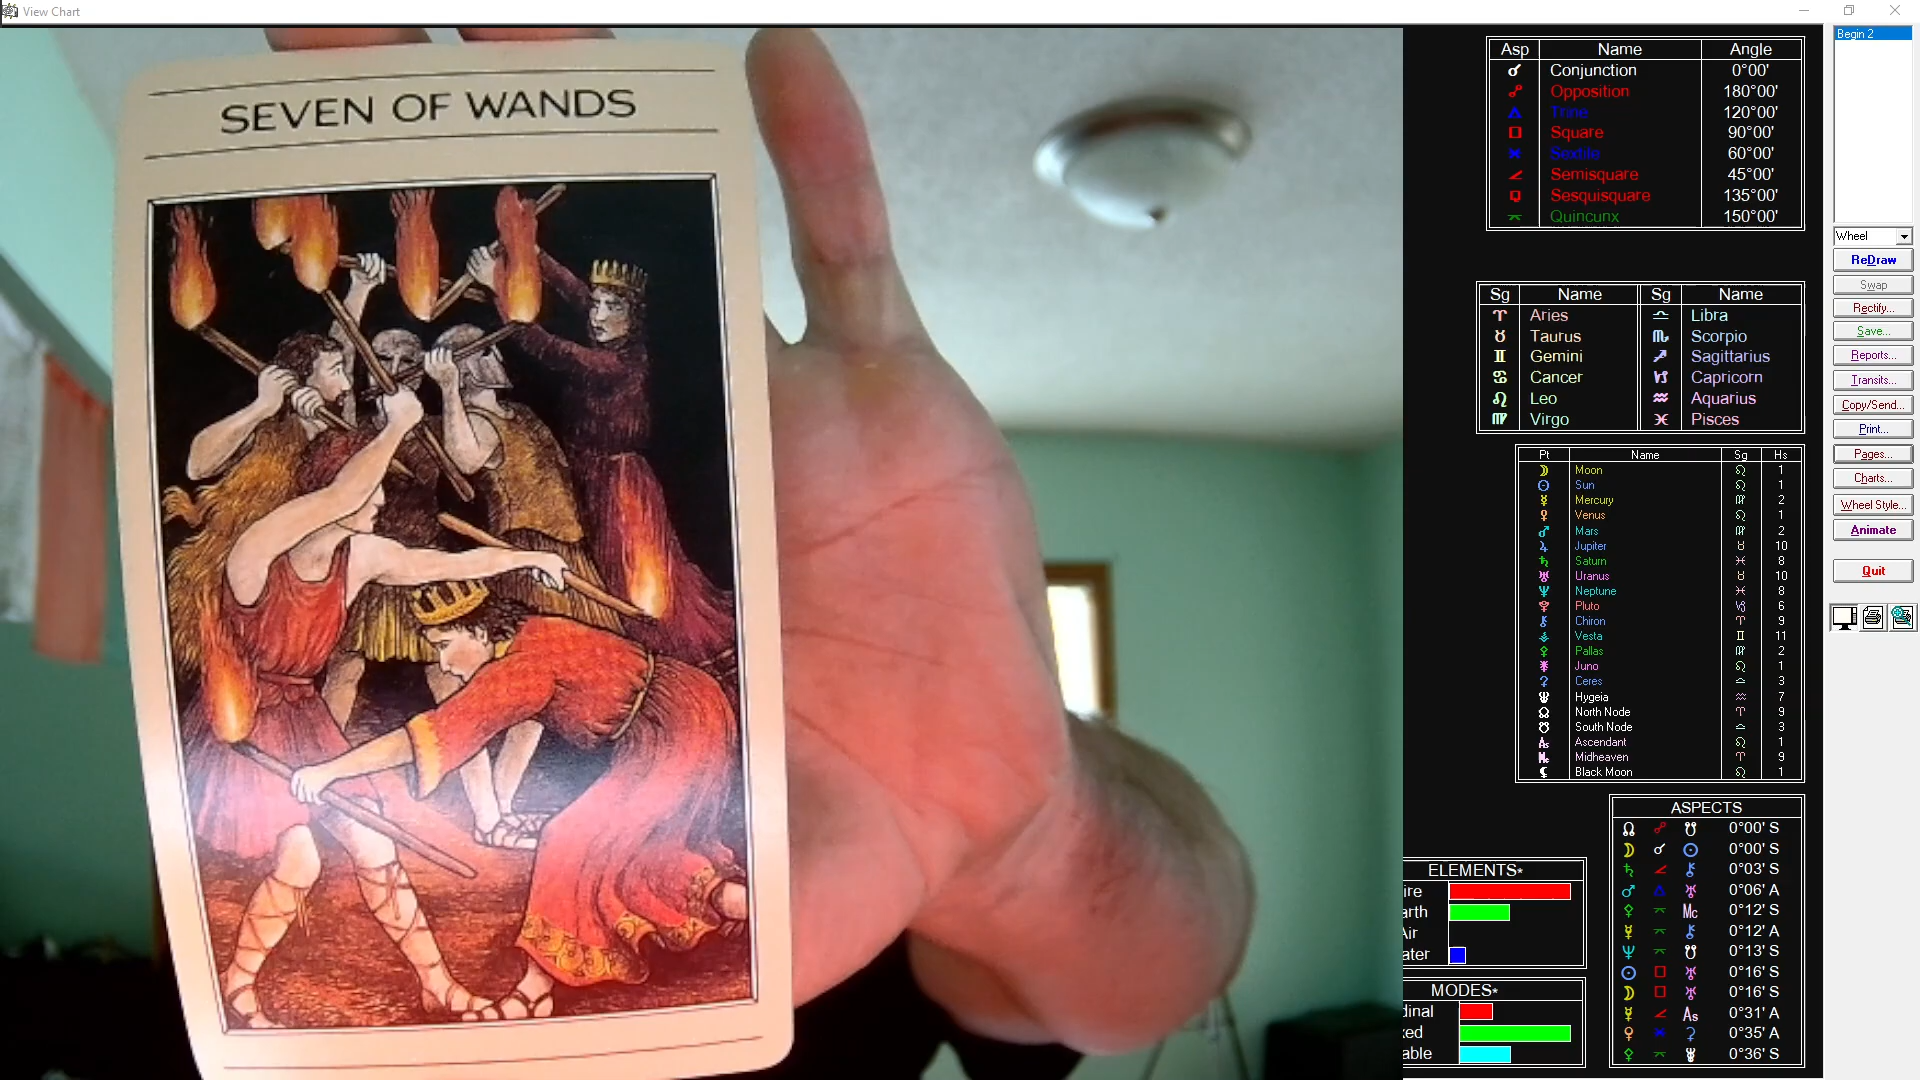 View Chart
SEVEN OF WANDS
Asp Name Angle
Conjunction 0°00'
Opposition 180°00'
Trine 120°00'
Square 90°00'
Sextile 60°00'
Semisquare 45°00'
Sesquisquare 135°00'
Quincunx 150°00'
Sg Name Sg Name
Aries Libra
Taurus Scorpio
Gemini Sagittarius
Cancer Capricorn
Leo Aquarius
Virgo Pisces
Pt Name Sg Hs
Moon 1
Sun 1
Mercury 2
Venus 1
Mars 2
Jupiter 10
Saturn 8
Uranus 10
Neptune 8
Pluto 6
Chiron 9
Vesta 11
Pallas 2
Juno 1
Ceres 3
Hygeia 7
North Node 9
South Node 3
As Ascendant 1
Mc Midheaven 9
Black Moon 1
ELEMENTS*
ire
arth
Air
ater
MODES*
dinal
xed
able
ASPECTS
0°00' S
0°00' S
0°03' S
0°06' A
Mc 0°12' S
0°12' A
0°13' S
0°16' S
0°16' S
As 0°31' A
0°35' A
0°36' S
Begin 2
Wheel
ReDraw
Swap
Rectify...
Save...
Reports...
Transits...
Copy/Send...
Print...
Pages...
Charts...
Wheel Style...
Animate
Quit